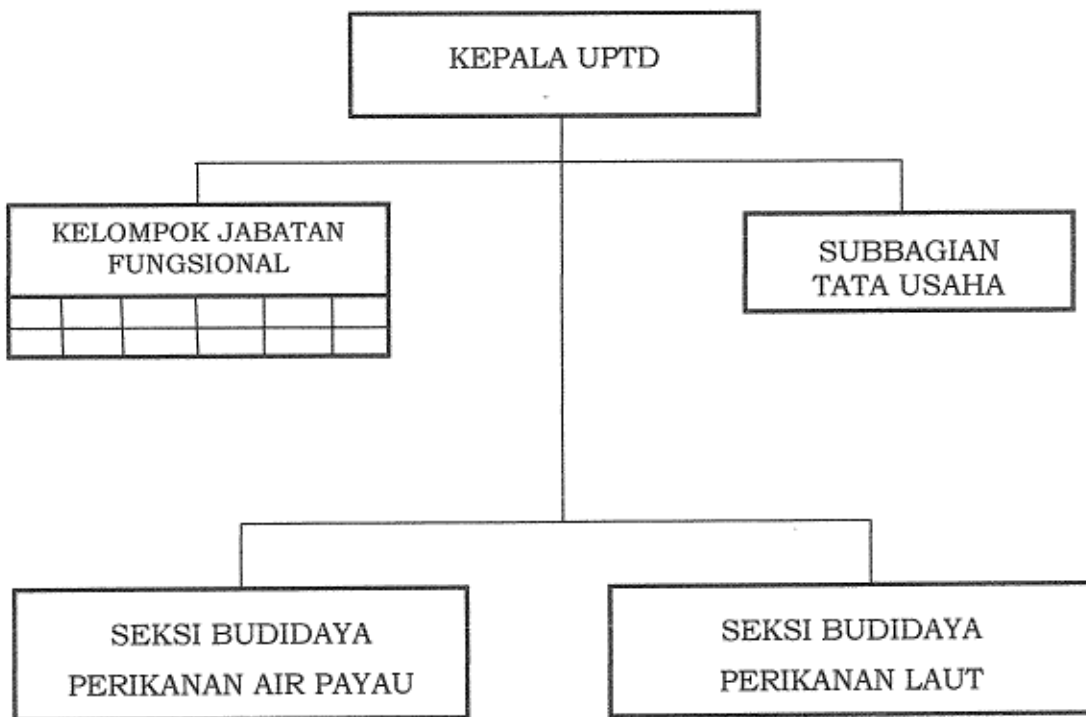 KEPALA UPTD
KELOMPOK JABATAN
FUNGSIONAL
SUBBAGIAN
TATA USAHA
SEKSI BUDIDAYA
PERIKANAN AIR PAYAU
SEKSI BUDIDAYA
PERIKANAN LAUT